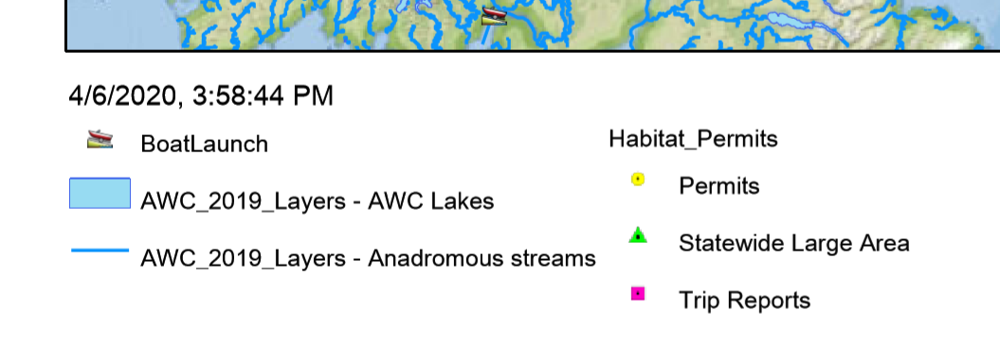 4/6/2020, 3:58:44 PM
BoatLaunch
AWC_2019_Layers - AWC Lakes
AWC_2019_Layers - Anadromous streams
Habitat_Permits
Permits
Statewide Large Area
Trip Reports